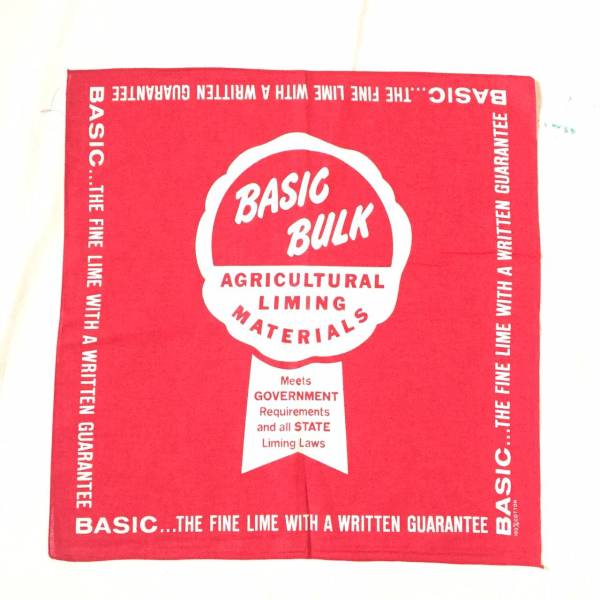 BASIC...THE FINE LIME WITH A WRITTEN GUARANTEE
BASIC...THE FINE LIME WITH A WRITTEN GUARANTEE
BASIC
BULK
AGRICULTURAL
LIMING
MATERIALS
Meets
GOVERNMENT
Requirements
and all STATE
Liming Laws
BASIC...THE FINE LIME WITH A WRITTEN GUARANTEE
BASIC...THE FINE LIME WITH A WRITTEN GUARANTEE
100% COTTON